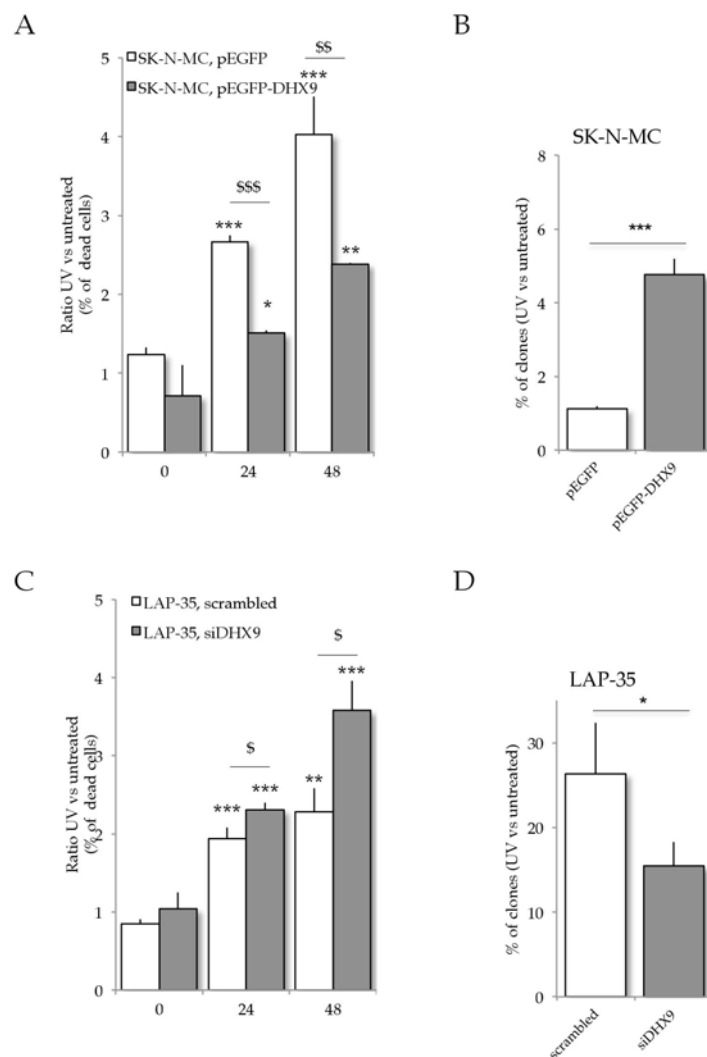 A
SK-N-MC, pEGFP
SK-N-MC, pEGFP-DHX9
$$
***
$$$
***
*
**
Ratio UV vs untreated
(% of dead cells)
5
4
3
2
1
0
0
24
48
B
SK-N-MC
***
% of clones (UV vs untreated)
8
6
4
2
0
pEGFP
pEGFP-DHX9
C
LAP-35, scrambled
LAP-35, siDHX9
$
***
$
***
***
**
Ratio UV vs untreated
(% of dead cells)
5
4
3
2
1
0
0
24
48
D
LAP-35
*
% of clones (UV vs untreated)
30
20
10
0
scrambled
siDHX9